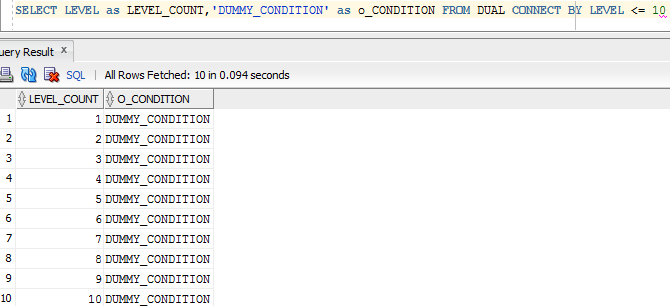 SELECT LEVEL as LEVEL_COUNT,'DUMMY_CONDITION' as o_CONDITION FROM DUAL CONNECT BY LEVEL <= 10
uery Result x
SQL | All Rows Fetched: 10 in 0.094 seconds
LEVEL_COUNT O_CONDITION
1 1 DUMMY_CONDITION
2 2 DUMMY_CONDITION
3 3 DUMMY_CONDITION
4 4 DUMMY_CONDITION
5 5 DUMMY_CONDITION
6 6 DUMMY_CONDITION
7 7 DUMMY_CONDITION
8 8 DUMMY_CONDITION
9 9 DUMMY_CONDITION
10 10 DUMMY_CONDITION